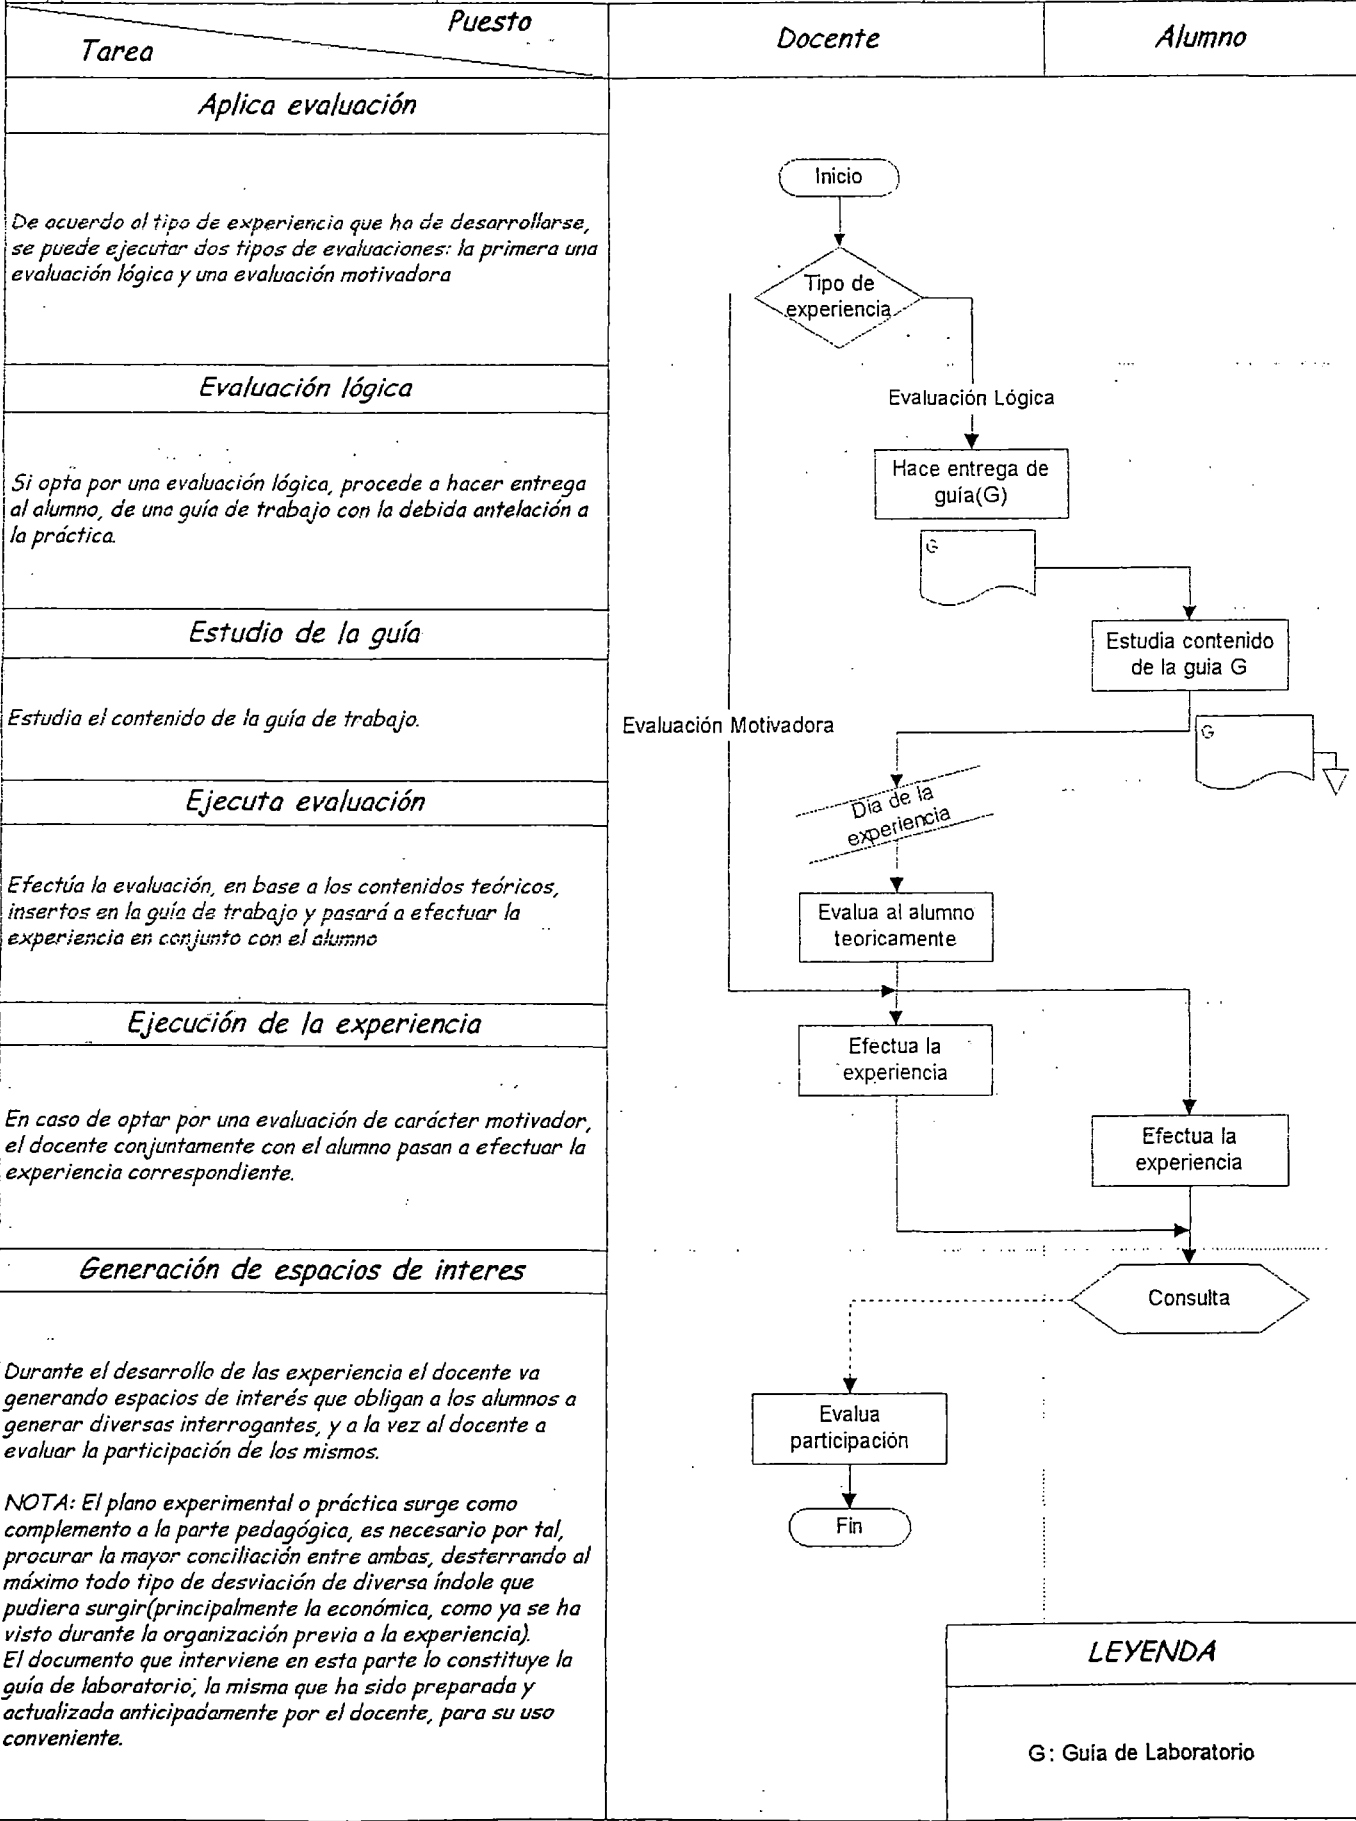 Puesto
Tarea
Docente
Alumno
Aplica evaluación
De acuerdo al tipo de experiencia que ha de desarrollarse,
se puede ejecutar dos tipos de evaluaciones: la primera una
evaluación lógica y una evaluación motivadora
Evaluación lógica
Si opta por una evaluación lógica, procede a hacer entrega
al alumno, de una guía de trabajo con la debida antelación a
la práctica.
Estudio de la guía
Estudia el contenido de la guía de trabajo.
Ejecuta evaluación
Efectúa la evaluación, en base a los contenidos teóricos,
insertos en la guía de trabajo y pasará a efectuar la
experiencia en conjunto con el alumno
Ejecución de la experiencia
En caso de optar por una evaluación de carácter motivador,
el docente conjuntamente con el alumno pasan a efectuar la
experiencia correspondiente.
Generación de espacios de interes
Durante el desarrollo de las experiencia el docente va
generando espacios de interés que obligan a los alumnos a
generar diversas interrogantes, y a la vez al docente a
evaluar la participación de los mismos.
NOTA: El plano experimental o práctica surge como
complemento a la parte pedagógica, es necesario por tal,
procurar la mayor conciliación entre ambas, desterrando al
máximo todo tipo de desviación de diversa índole que
pudiera surgir(principalmente la económica, como ya se ha
visto durante la organización previa a la experiencia).
El documento que interviene en esta parte lo constituye la
guía de laboratorio, la misma que ha sido preparada y
actualizada anticipadamente por el docente, para su uso
conveniente.
Inicio
Tipo de
experiencia
Evaluación Lógica
Hace entrega de
guía(G)
G
Estudia contenido
de la guia G
Evaluación Motivadora
G
Día de la
experiencia
Evalua al alumno
teoricamente
Efectua la
experiencia
Efectua la
experiencia
Consulta
Evalua
participación
Fin
LEYENDA
G: Guía de Laboratorio